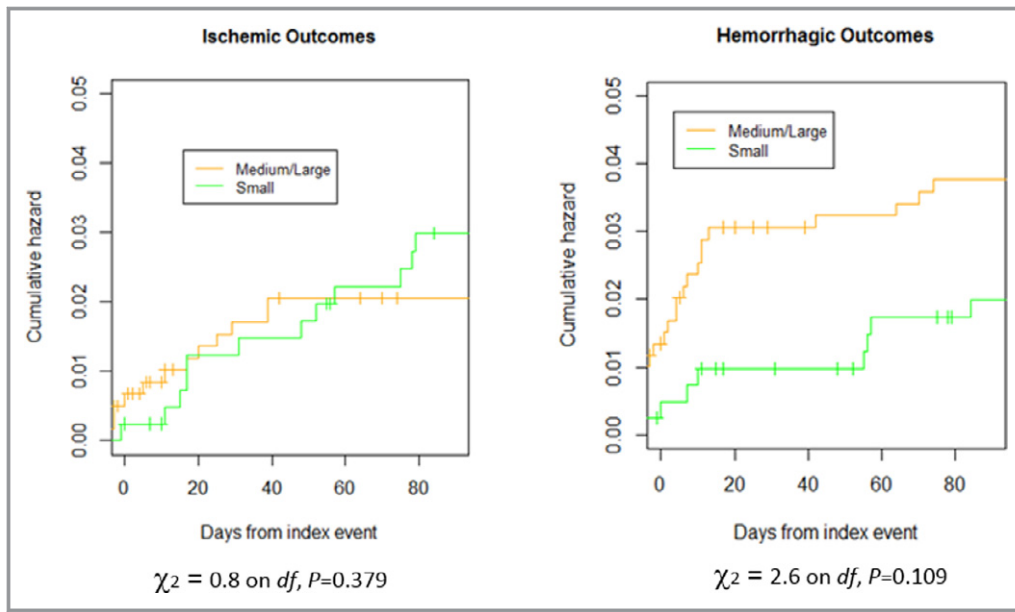 Ischemic Outcomes
Cumulative hazard
0.05
0.04
0.03
0.02
0.01
0.00
Medium/Large
Small
0 20 40 60 80
Days from index event
χ2 = 0.8 on df, P=0.379
Hemorrhagic Outcomes
Cumulative hazard
0.05
0.04
0.03
0.02
0.01
0.00
Medium/Large
Small
0 20 40 60 80
Days from index event
χ2 = 2.6 on df, P=0.109